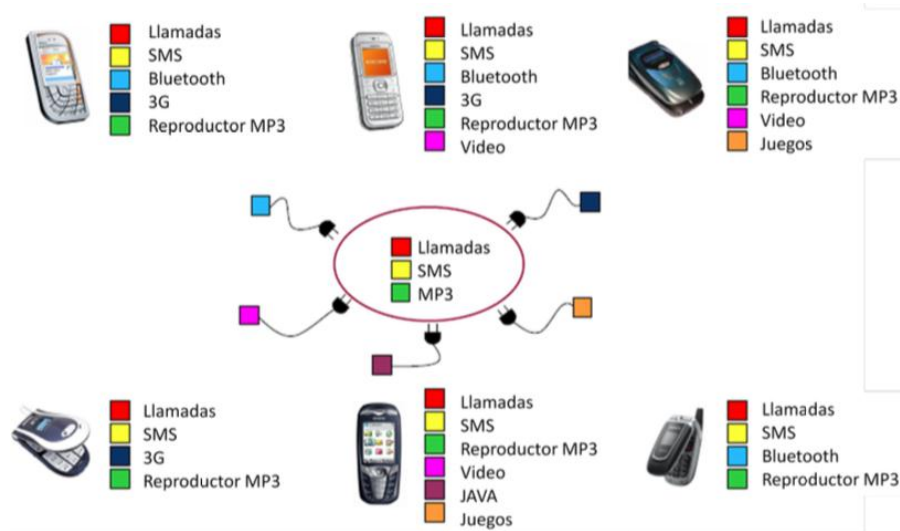 Llamadas
SMS
Bluetooth
3G
Reproductor MP3
Llamadas
SMS
Bluetooth
3G
Reproductor MP3
Video
Llamadas
SMS
Bluetooth
Reproductor MP3
Video
Juegos
Llamadas
SMS
MP3
Llamadas
SMS
3G
Reproductor MP3
Llamadas
SMS
Reproductor MP3
Video
JAVA
Juegos
Llamadas
SMS
Bluetooth
Reproductor MP3